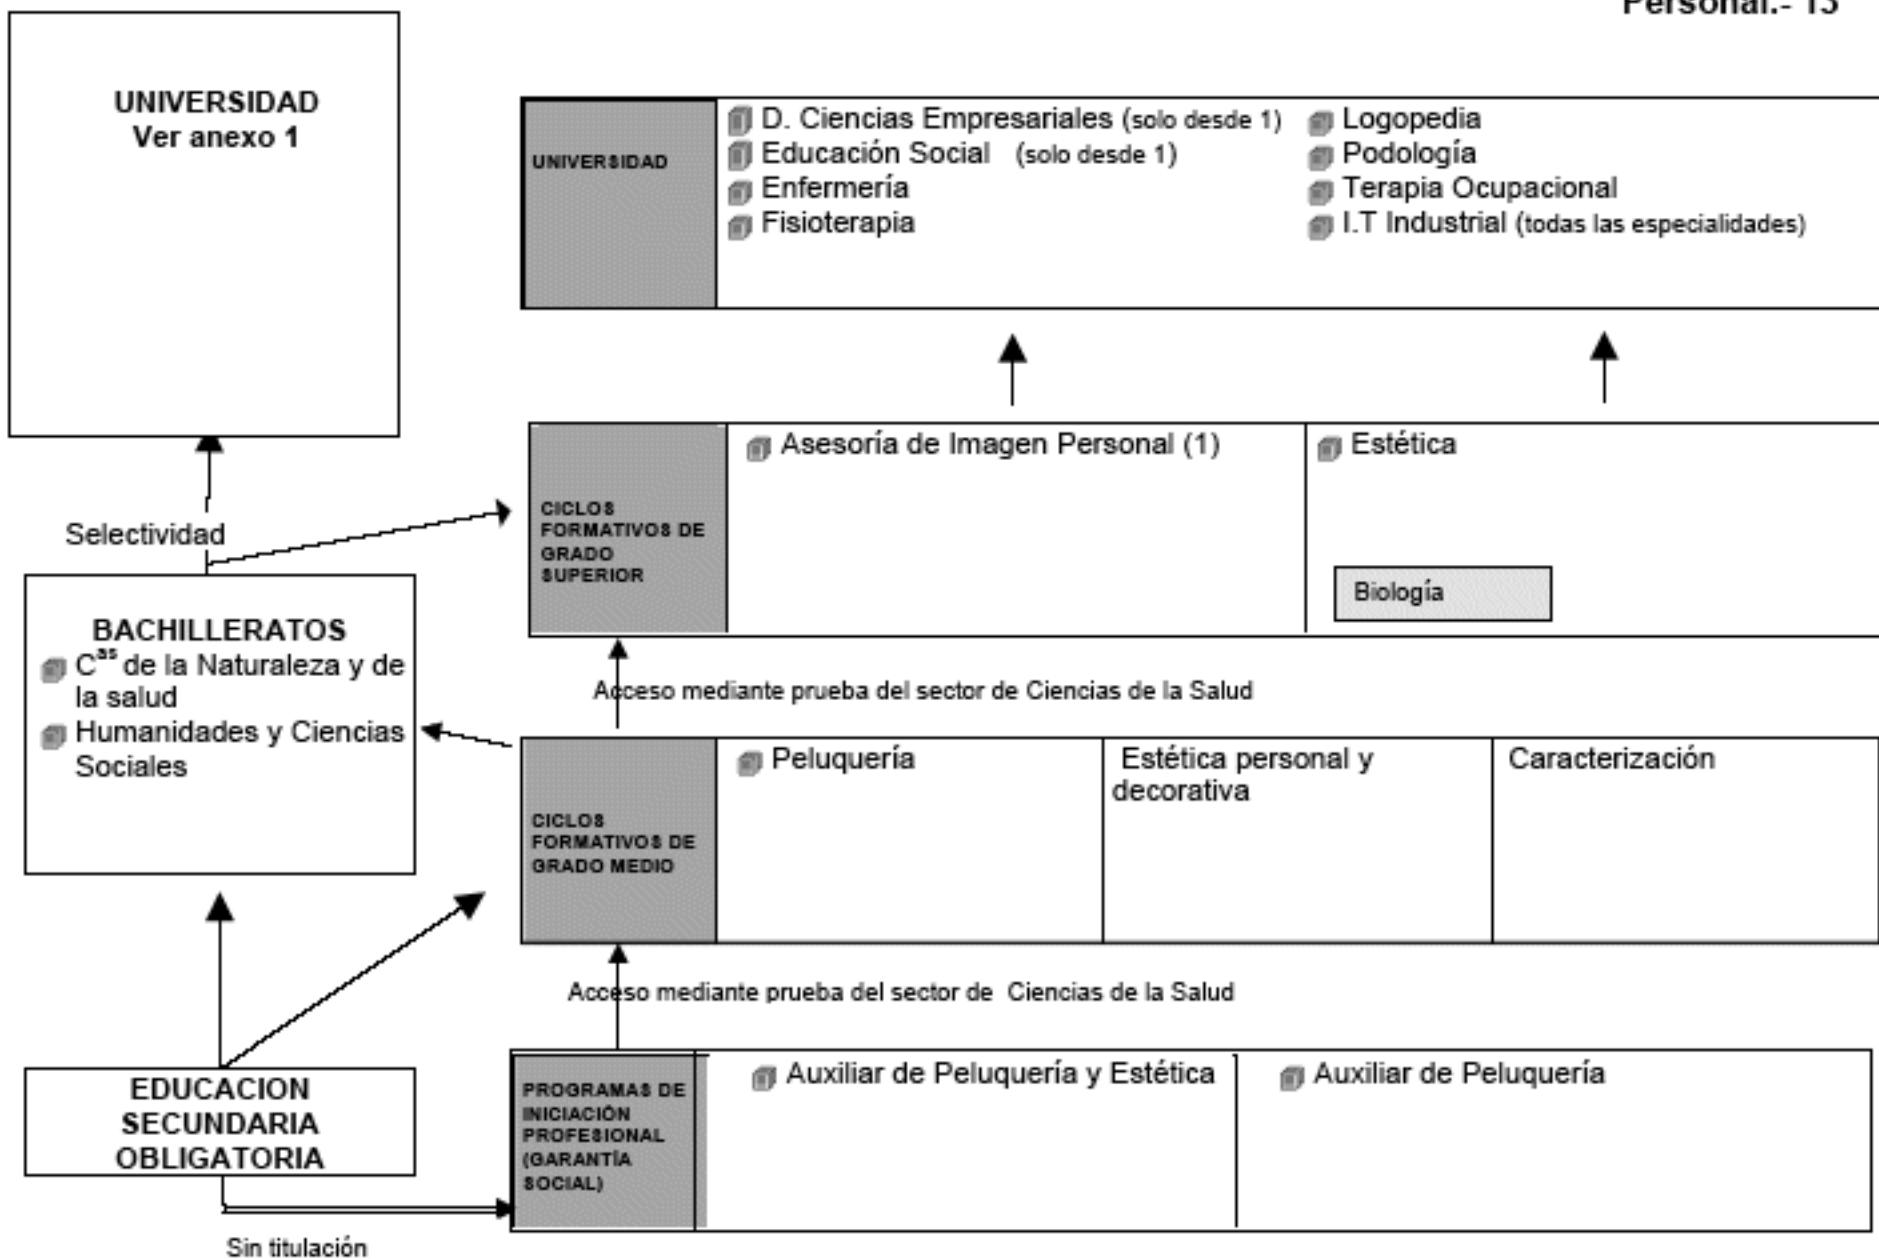 Personal.- 13
UNIVERSIDAD
Ver anexo 1
UNIVERSIDAD
D. Ciencias Empresariales (solo desde 1)
Educación Social (solo desde 1)
Enfermería
Fisioterapia
Logopedia
Podología
Terapia Ocupacional
I.T Industrial (todas las especialidades)
CICLOS
FORMATIVOS DE
GRADO
SUPERIOR
Asesoría de Imagen Personal (1)
Estética
Biología
Selectividad
BACHILLERATOS
Cas de la Naturaleza y de
la salud
Humanidades y Ciencias
Sociales
Acceso mediante prueba del sector de Ciencias de la Salud
CICLOS
FORMATIVOS DE
GRADO MEDIO
Peluquería
Estética personal y
decorativa
Caracterización
Acceso mediante prueba del sector de Ciencias de la Salud
EDUCACION
SECUNDARIA
OBLIGATORIA
PROGRAMAS DE
INICIACIÓN
PROFESIONAL
(GARANTÍA
SOCIAL)
Auxiliar de Peluquería y Estética
Auxiliar de Peluquería
Sin titulación